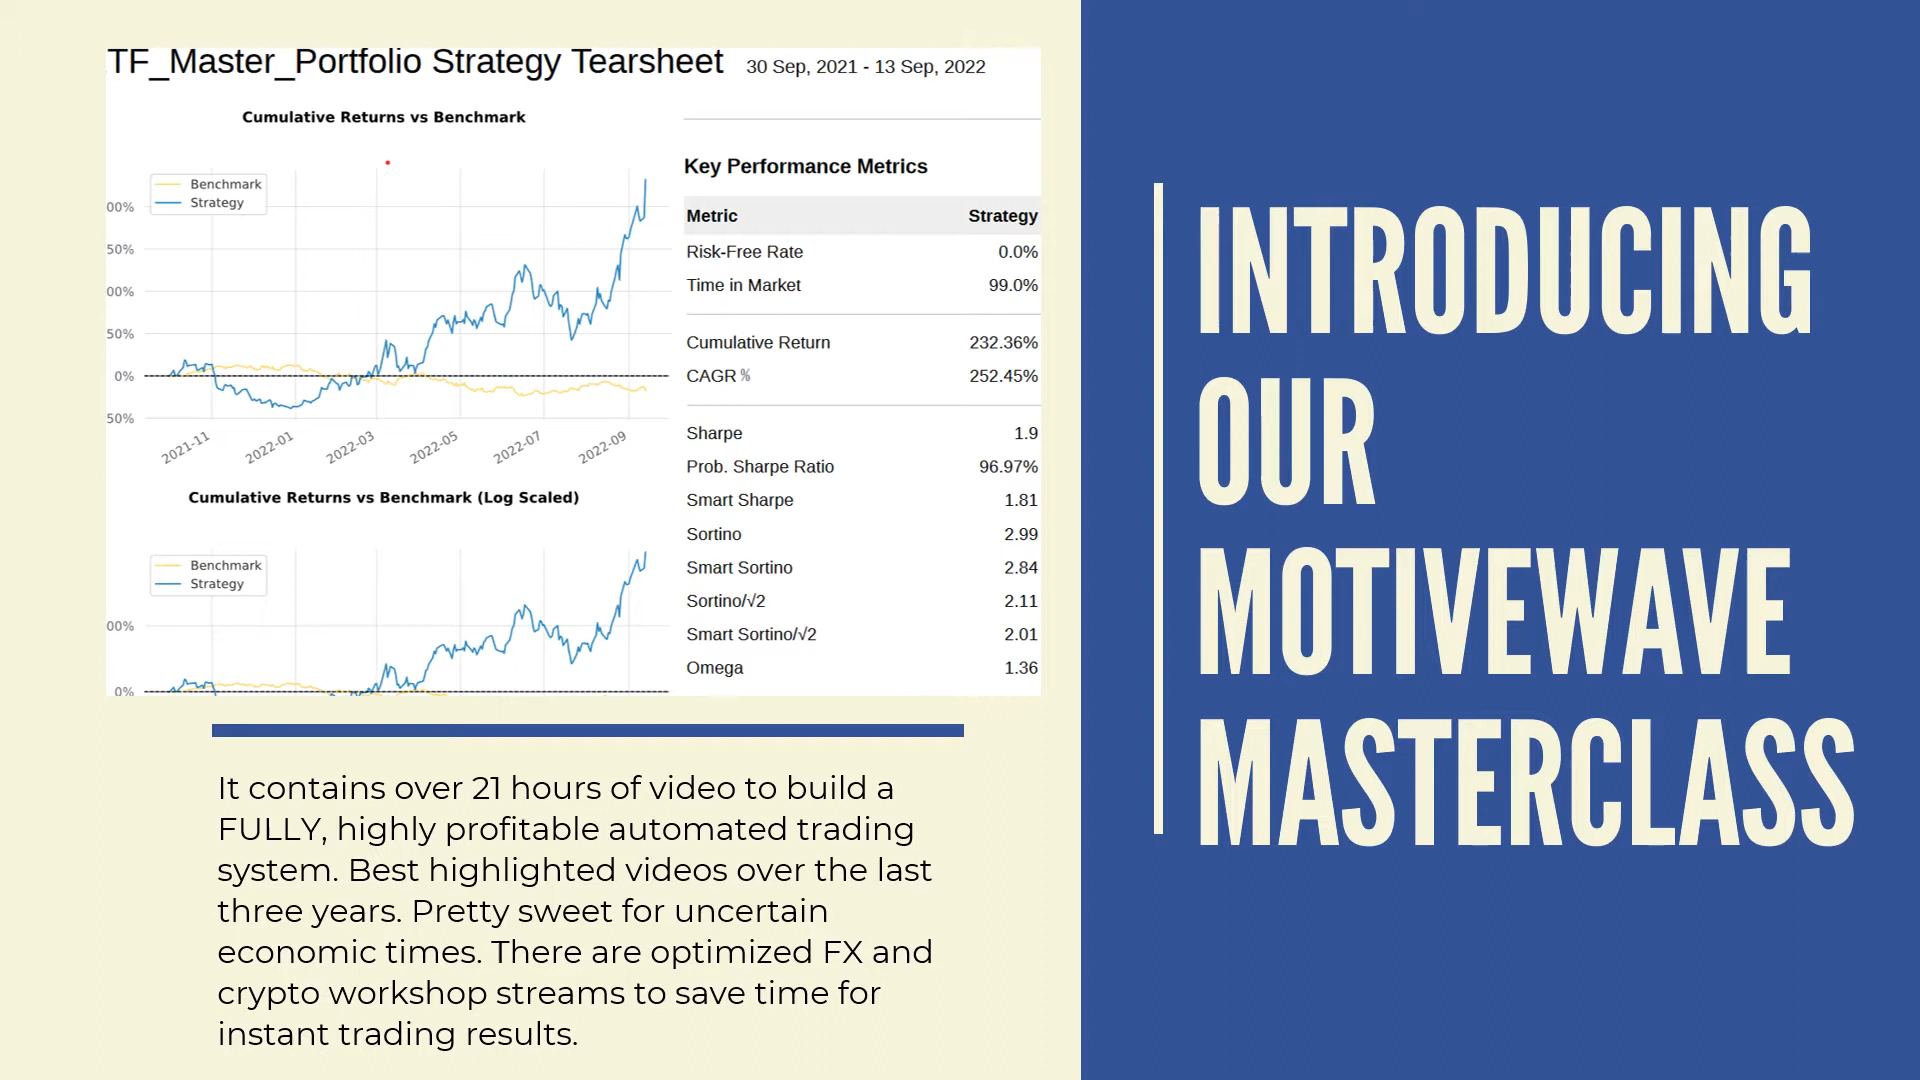 TF_Master_Portfolio Strategy Tearsheet 30 Sep, 2021 - 13 Sep, 2022
Cumulative Returns vs Benchmark
Benchmark
Strategy
00%
50%
00%
50%
0%
50%
2021-11 2022-01 2022-03 2022-05 2022-07 2022-09
Cumulative Returns vs Benchmark (Log Scaled)
Benchmark
Strategy
00%
0%
Key Performance Metrics
Metric Strategy
Risk-Free Rate 0.0%
Time in Market 99.0%
Cumulative Return 232.36%
CAGR% 252.45%
Sharpe 1.9
Prob. Sharpe Ratio 96.97%
Smart Sharpe 1.81
Sortino 2.99
Smart Sortino 2.84
Sortino/√2 2.11
Smart Sortino/√2 2.01
Omega 1.36
It contains over 21 hours of video to build a
FULLY, highly profitable automated trading
system. Best highlighted videos over the last
three years. Pretty sweet for uncertain
economic times. There are optimized FX and
crypto workshop streams to save time for
instant trading results.
INTRODUCING
OUR
MOTIVEWAVE
MASTERCLASS